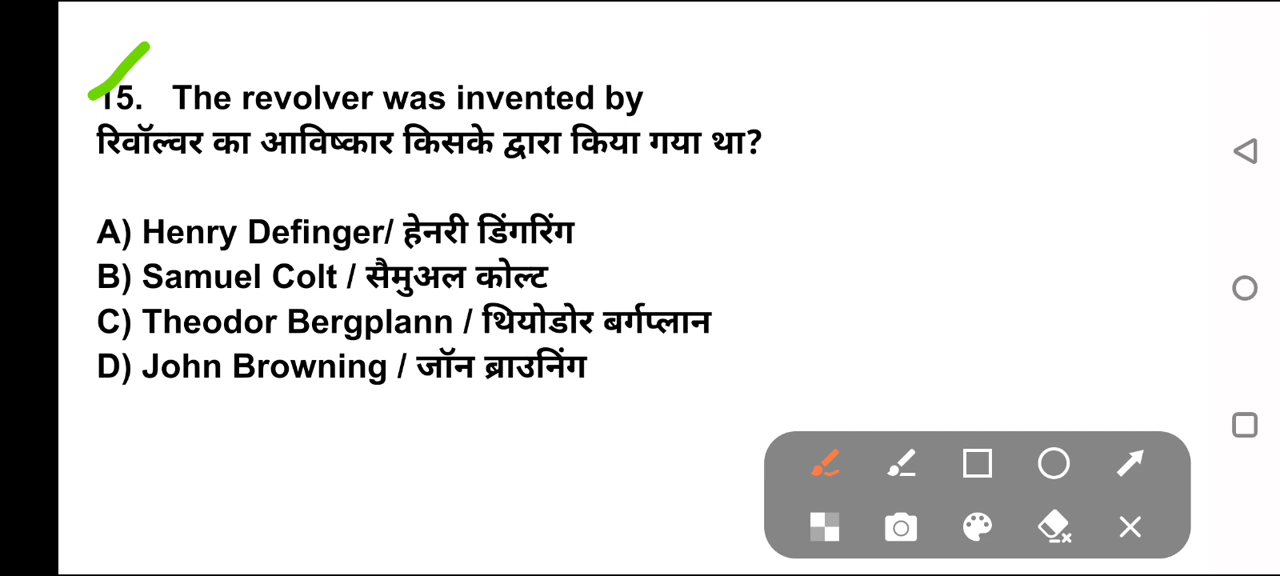 15. The revolver was invented by
रिवॉल्वर का आविष्कार किसके द्वारा किया गया था?
A) Henry Definger/ हेनरी डिंगरिंग
B) Samuel Colt / सैमुअल कोल्ट
C) Theodor Bergplann / थियोडोर बर्गप्लान
D) John Browning / जॉन ब्राउनिंग